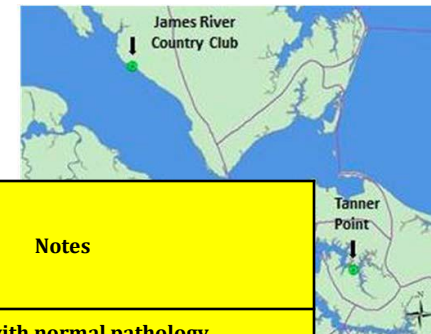 James River
Country Club
Tanner
Point
Notes
with normal pathology